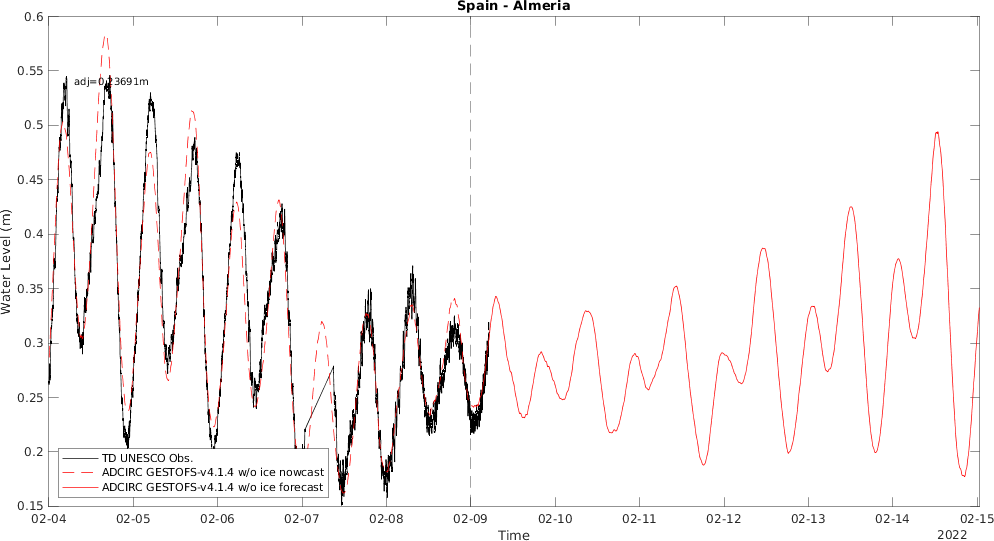 Spain - Almeria
0.6
0.55
adj=0.23691m
0.5
0.45
0.4
0.35
0.3
0.25
0.2
0.15
Water Level (m)
TD UNESCO Obs.
ADCIRC GESTOFS-v4.1.4 w/o ice nowcast
ADCIRC GESTOFS-v4.1.4 w/o ice forecast
02-04 02-05 02-06 02-07 02-08 02-09 02-10 02-11 02-12 02-13 02-14 02-15
Time
2022